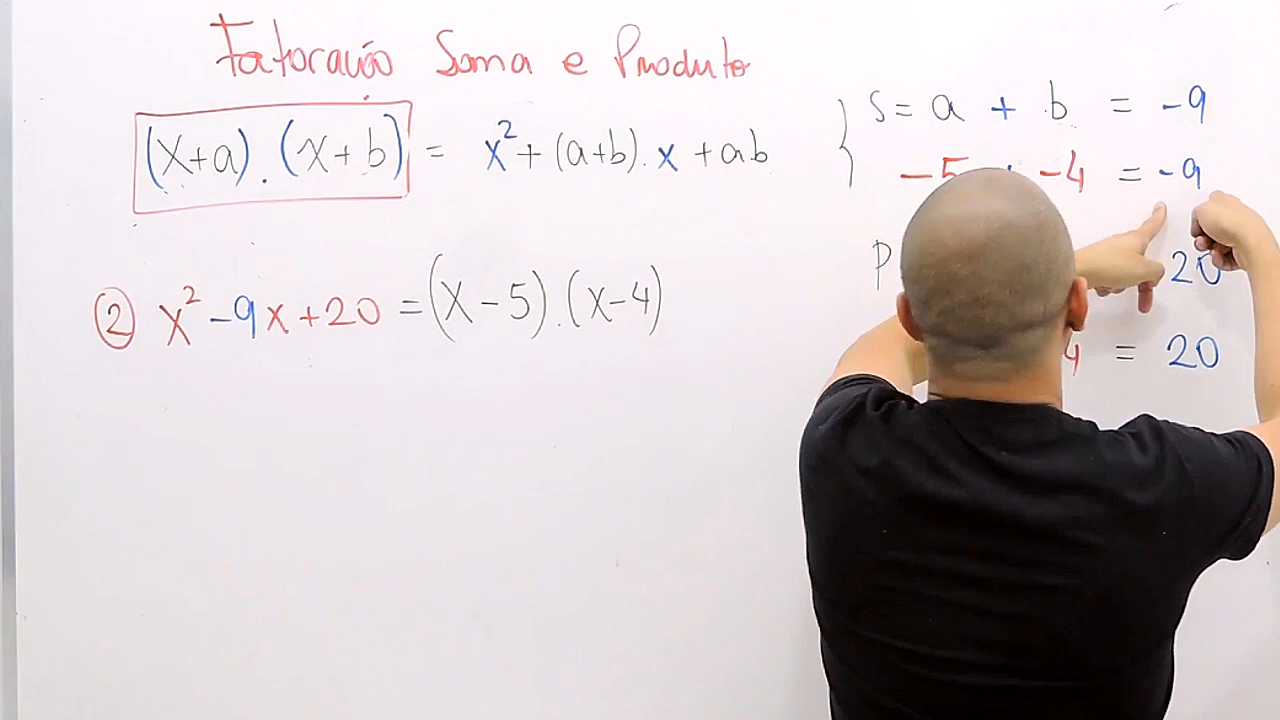 Fatoração Soma e Produto
(x+a).(x+b) = x²+(a+b).x+ab
② x²-9x+20=(x-5).(x-4)
S= a + b = -9
-5 + -4 = -9
P 20
4 = 20